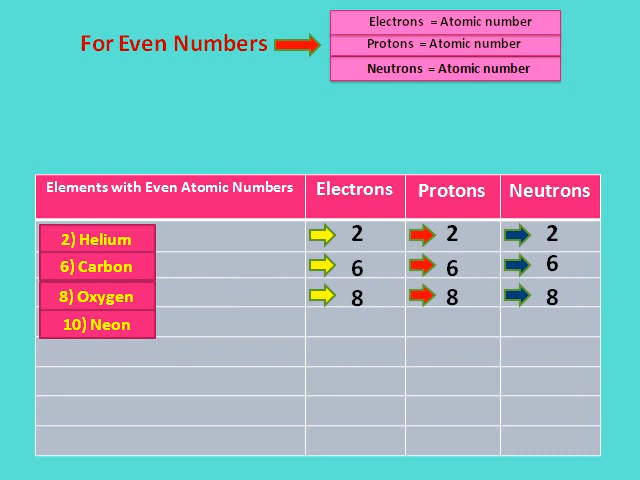 For Even Numbers
Electrons = Atomic number
Protons = Atomic number
Neutrons = Atomic number
Elements with Even Atomic Numbers Electrons Protons Neutrons
2) Helium 2 2 2
6) Carbon 6 6 6
8) Oxygen 8 8 8
10) Neon